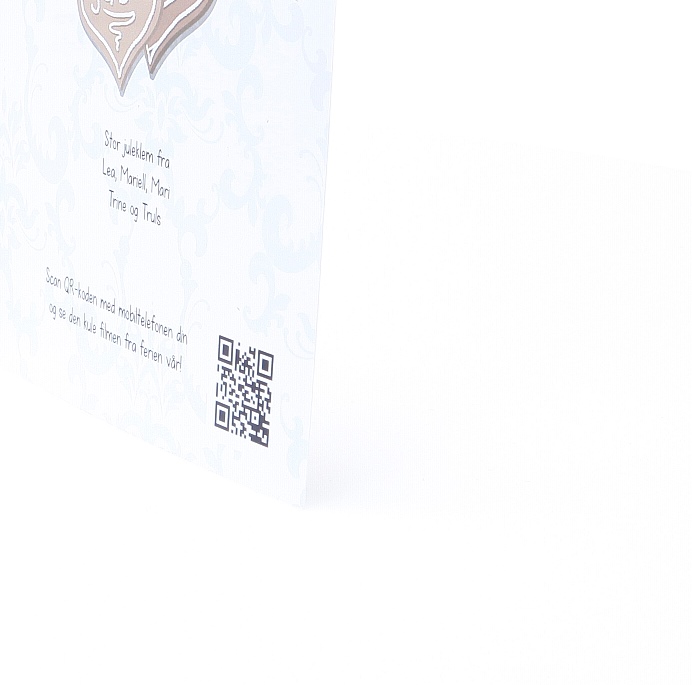 Stor juleklem fra
Lea, Mariell, Mari
Trine og Truls
Scan QR-koden med mobiltelefonen din
og se den kule filmen fra ferien vår!